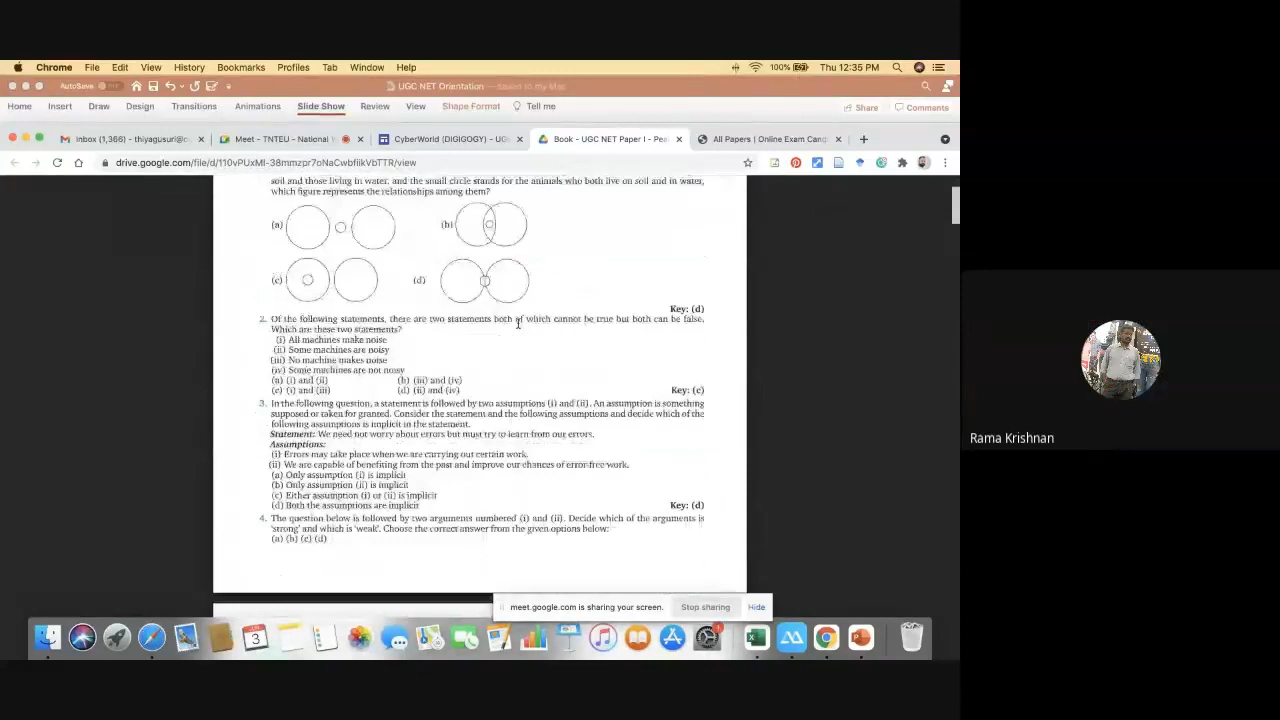 Chrome File Edit View History Bookmarks Profiles Tab Window Help 100% Thu 12:35 PM
AutoSave UGC NET Orientation — Saved to my Mac
Home Insert Draw Design Transitions Animations Slide Show Review View Shape Format Tell me Share Comments
Inbox (1,366) - thiyagusuri@c Meet – TNTEU – National CyberWorld (DIGIGOGY) - UG Book - UGC NET Paper I - Pea All Papers | Online Exam Cand
drive.google.com/file/d/110vPUxMI-38mmzpr7oNaCwbfiikVbTTR/view
soil and those living in water, and the small circle stands for the animals who both live on soil and in water,
which figure represents the relationships among them?
(a) (b)
(c) (d)
Key: (d)
2. Of the following statements, there are two statements both of which cannot be true but both can be false.
Which are these two statements?
(i) All machines make noise
(ii) Some machines are noisy
(iii) No machine makes noise
(iv) Some machines are not noisy
(a) (i) and (ii) (b) (iii) and (iv)
(c) (i) and (iii) (d) (ii) and (iv) Key: (c)
3. In the following question, a statement is followed by two assumptions (i) and (ii). An assumption is something
supposed or taken for granted. Consider the statement and the following assumptions and decide which of the
following assumptions is implicit in the statement.
Statement: We need not worry about errors but must try to learn from our errors.
Assumptions:
(i) Errors may take place when we are carrying out certain work.
(ii) We are capable of benefiting from the past and improve our chances of error-free work.
(a) Only assumption (i) is implicit
(b) Only assumption (ii) is implicit
(c) Either assumption (i) or (ii) is implicit
(d) Both the assumptions are implicit Key: (d)
4. The question below is followed by two arguments numbered (i) and (ii). Decide which of the arguments is
'strong' and which is 'weak'. Choose the correct answer from the given options below:
(a) (b) (c) (d)
meet.google.com is sharing your screen. Stop sharing Hide
3
Rama Krishnan